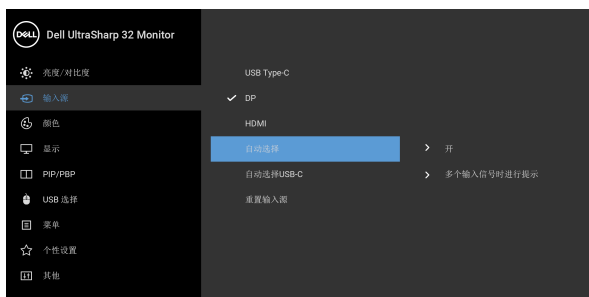 DELL Dell UltraSharp 32 Monitor
亮度/对比度 USB Type-C
输入源 DP
颜色 HDMI
显示 自动选择 开
PIP/PBP 自动选择USB-C 多个输入信号时进行提示
USB 选择 重置输入源
菜单
个性设置
其他